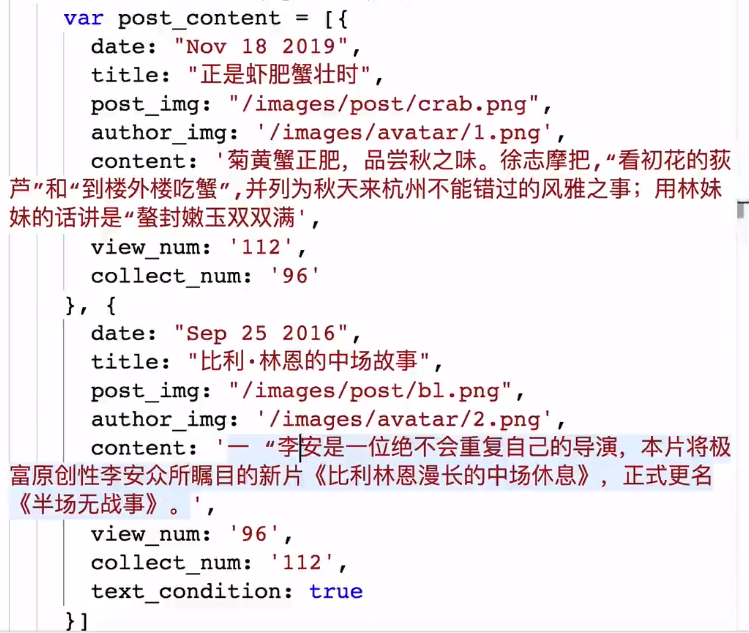 var post_content = [{
date: "Nov 18 2019",
title: "正是虾肥蟹壮时",
post_img: "/images/post/crab.png",
author_img: '/images/avatar/1.png',
content: '菊黄蟹正肥，品尝秋之味。徐志摩把,“看初花的荻
芦”和“到楼外楼吃蟹”,并列为秋天来杭州不能错过的风雅之事；用林妹
妹的话讲是“螯封嫩玉双双满',
view_num: '112',
collect_num: '96'
}, {
date: "Sep 25 2016",
title: "比利·林恩的中场故事",
post_img: "/images/post/bl.png",
author_img: '/images/avatar/2.png',
content: '一 “李安是一位绝不会重复自己的导演，本片将极
富原创性李安众所瞩目的新片《比利林恩漫长的中场休息》，正式更名
《半场无战事》。',
view_num: '96',
collect_num: '112',
text_condition: true
}]